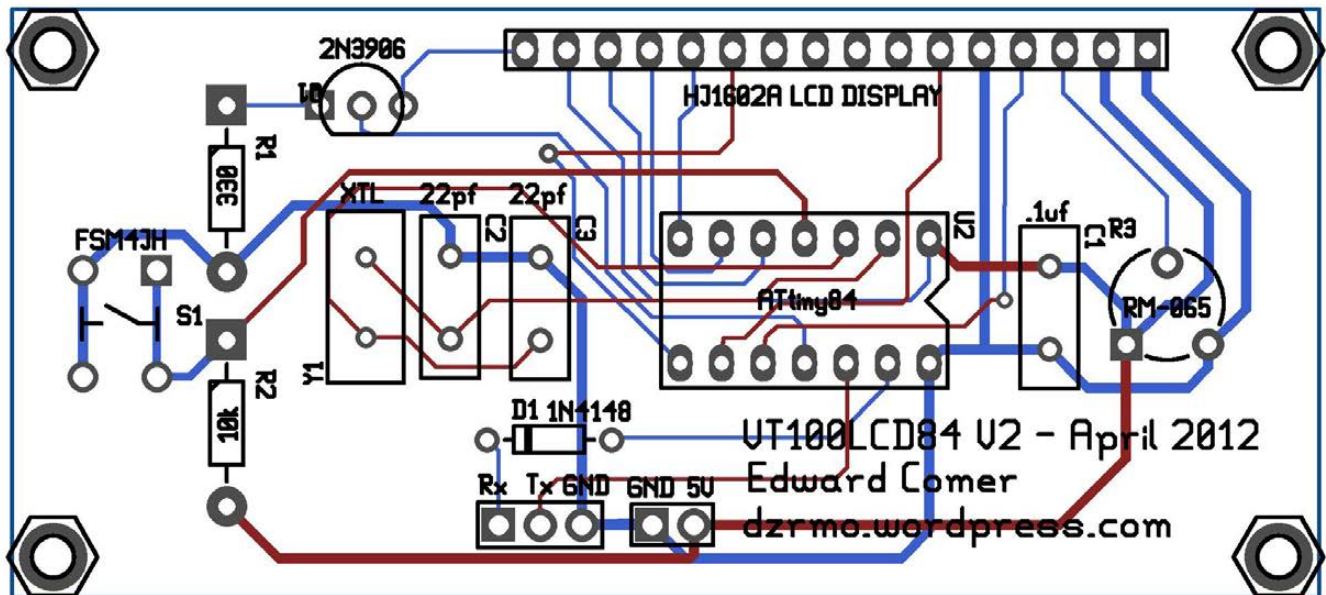 2N3906
Q1
HJ1602A LCD DISPLAY
R1
330
XTL
22pf
22pf
C2
C3
U2
.1uf
C1
R3
FSM4JH
S1
ATtiny84
RM-065
Y1
R2
10k
D1 1N4148
VT100LCD84 V2 - April 2012
Edward Comer
dzrmo.wordpress.com
Rx Tx GND
GND 5V